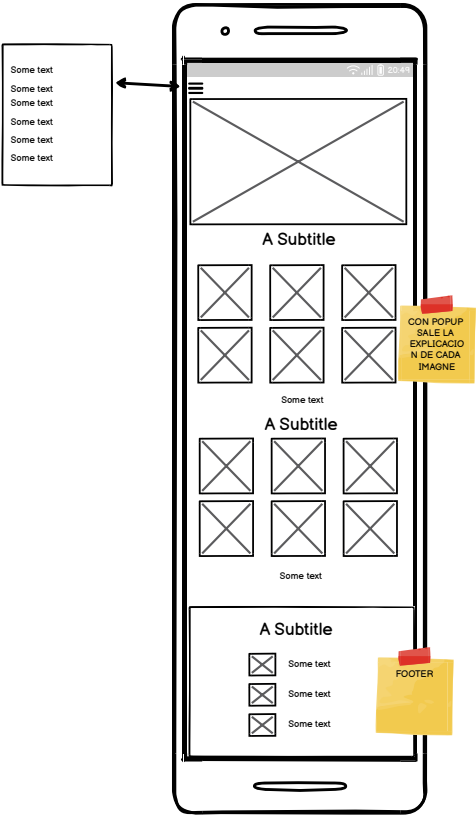 20:49
Some text
Some text
Some text
Some text
Some text
Some text
A Subtitle
CON POPUP
SALE LA
EXPLICACIO
N DE CADA
IMAGNE
Some text
A Subtitle
Some text
A Subtitle
Some text
Some text
Some text
FOOTER